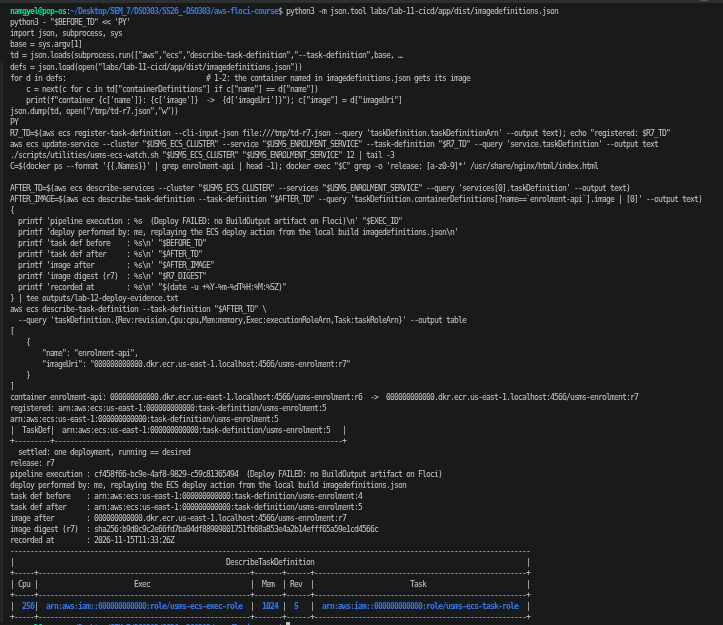 namgyel@pop-os:~/Desktop/SEM_7/DSO303/SS26_-DSO303/aws-floci-course$ python3 -m json.tool labs/lab-11-cicd/app/dist/imagedefinitions.json
python3 - "$BEFORE_TD" << 'PY'
import json, subprocess, sys
base = sys.argv[1]
td = json.loads(subprocess.run(["aws","ecs","describe-task-definition","--task-definition",base, …
defs = json.load(open("labs/lab-11-cicd/app/dist/imagedefinitions.json"))
for d in defs: # 1-2: the container named in imagedefinitions.json gets its image
c = next(c for c in td["containerDefinitions"] if c["name"] == d["name"])
print(f"container {c['name']}: {c['image']} -> {d['imageUri']}"); c["image"] = d["imageUri"]
json.dump(td, open("/tmp/td-r7.json","w"))
PY
R7_TD=$(aws ecs register-task-definition --cli-input-json file:///tmp/td-r7.json --query 'taskDefinition.taskDefinitionArn' --output text); echo "registered: $R7_TD"
aws ecs update-service --cluster "$USMS_ECS_CLUSTER" --service "$USMS_ENROLMENT_SERVICE" --task-definition "$R7_TD" --query 'service.taskDefinition' --output text
./scripts/utilities/usms-ecs-watch.sh "$USMS_ECS_CLUSTER" "$USMS_ENROLMENT_SERVICE" 12 | tail -3
C=$(docker ps --format '{{.Names}}' | grep enrolment-api | head -1); docker exec "$C" grep -o 'release: [a-z0-9]*' /usr/share/nginx/html/index.html
AFTER_TD=$(aws ecs describe-services --cluster "$USMS_ECS_CLUSTER" --services "$USMS_ENROLMENT_SERVICE" --query 'services[0].taskDefinition' --output text)
AFTER_IMAGE=$(aws ecs describe-task-definition --task-definition "$AFTER_TD" --query 'taskDefinition.containerDefinitions[?name==`enrolment-api`].image | [0]' --output text)
{
printf 'pipeline execution : %s (Deploy FAILED: no BuildOutput artifact on Floci)\n' "$EXEC_ID"
printf 'deploy performed by: me, replaying the ECS deploy action from the local build imagedefinitions.json\n'
printf 'task def before : %s\n' "$BEFORE_TD"
printf 'task def after : %s\n' "$AFTER_TD"
printf 'image after : %s\n' "$AFTER_IMAGE"
printf 'image digest (r7) : %s\n' "$R7_DIGEST"
printf 'recorded at : %s\n' "$(date -u +%Y-%m-%dT%H:%M:%SZ)"
} | tee outputs/lab-12-deploy-evidence.txt
aws ecs describe-task-definition --task-definition "$AFTER_TD" \
--query 'taskDefinition.{Rev:revision,Cpu:cpu,Mem:memory,Exec:executionRoleArn,Task:taskRoleArn}' --output table
[
{
"name": "enrolment-api",
"imageUri": "000000000000.dkr.ecr.us-east-1.localhost:4566/usms-enrolment:r7"
}
]
container enrolment-api: 000000000000.dkr.ecr.us-east-1.localhost:4566/usms-enrolment:r6 -> 000000000000.dkr.ecr.us-east-1.localhost:4566/usms-enrolment:r7
registered: arn:aws:ecs:us-east-1:000000000000:task-definition/usms-enrolment:5
arn:aws:ecs:us-east-1:000000000000:task-definition/usms-enrolment:5
| TaskDef| arn:aws:ecs:us-east-1:000000000000:task-definition/usms-enrolment:5 |
settled: one deployment, running == desired
release: r7
pipeline execution : cf458f66-bc9e-4af8-9829-c59c81365494 (Deploy FAILED: no BuildOutput artifact on Floci)
deploy performed by: me, replaying the ECS deploy action from the local build imagedefinitions.json
task def before : arn:aws:ecs:us-east-1:000000000000:task-definition/usms-enrolment:4
task def after : arn:aws:ecs:us-east-1:000000000000:task-definition/usms-enrolment:5
image after : 000000000000.dkr.ecr.us-east-1.localhost:4566/usms-enrolment:r7
image digest (r7) : sha256:b9d0c9c2e66fd7ba04df88909001751fb68a853e4a2b14efff65a59e1cd4566c
recorded at : 2026-11-15T11:33:26Z
| DescribeTaskDefinition |
| Cpu | Exec | Mem | Rev | Task |
| 256| arn:aws:iam::000000000000:role/usms-ecs-exec-role | 1024 | 5 | arn:aws:iam::000000000000:role/usms-ecs-task-role |